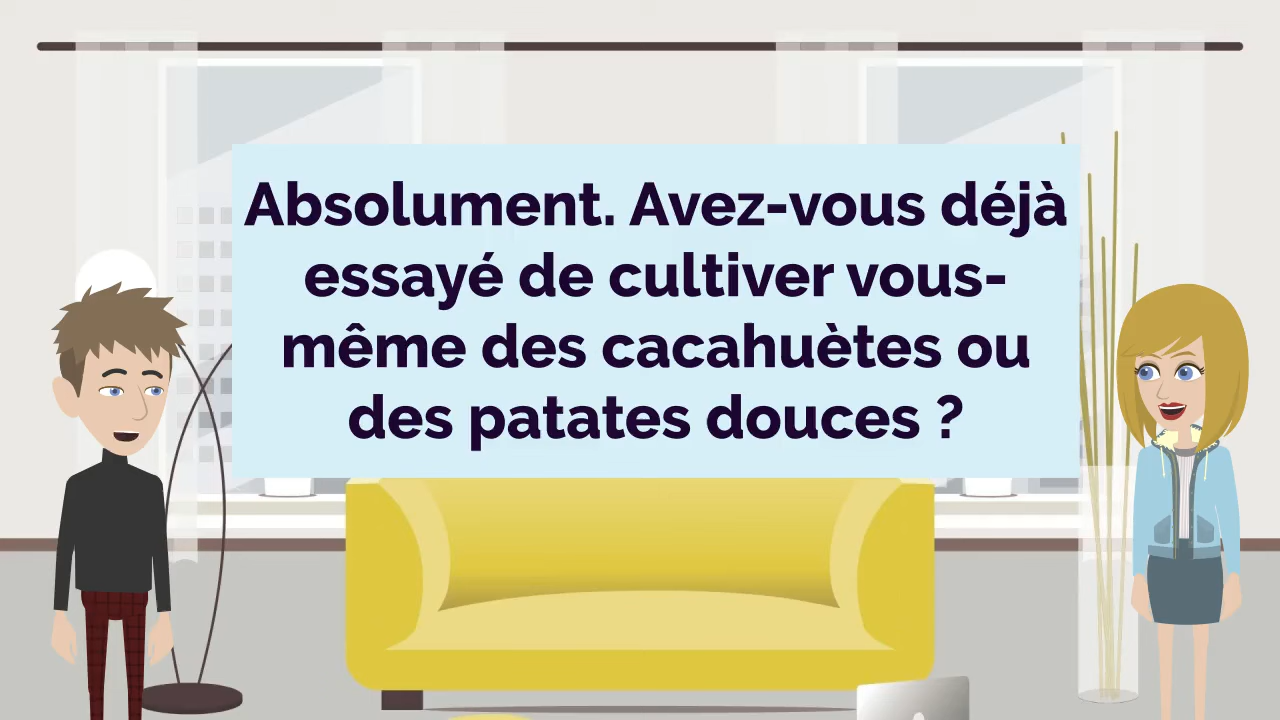 Absolument. Avez-vous déjà
essayé de cultiver vous-
même des cacahuètes ou
des patates douces ?